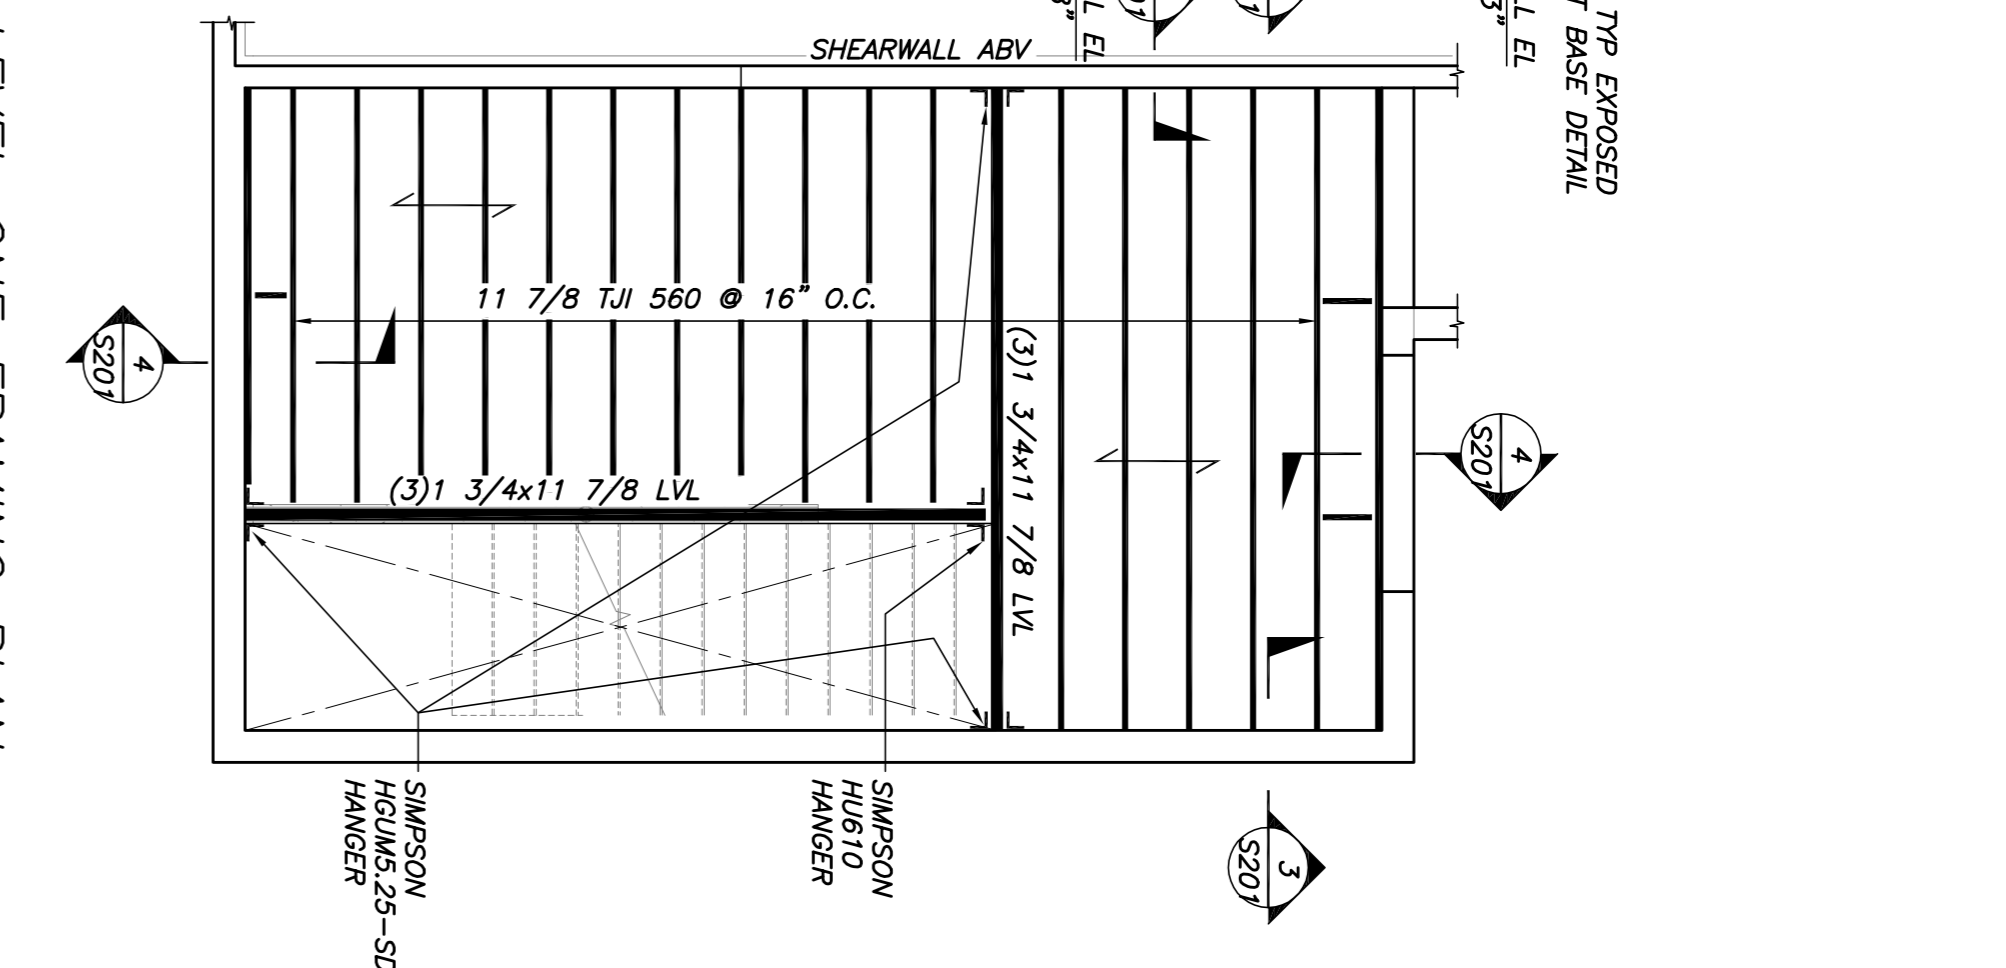 SHEARWALL ABV
TYP EXPOSED
BASE DETAIL
EL
EL
11 7/8 TJI 560 @ 16" O.C.
(3)1 3/4x11 7/8 LVL
(3)1 3/4x11 7/8 LVL
4
S201
4
S201
3
S201
SIMPSON
HU610
HANGER
SIMPSON
HGUM5.25-SD
HANGER